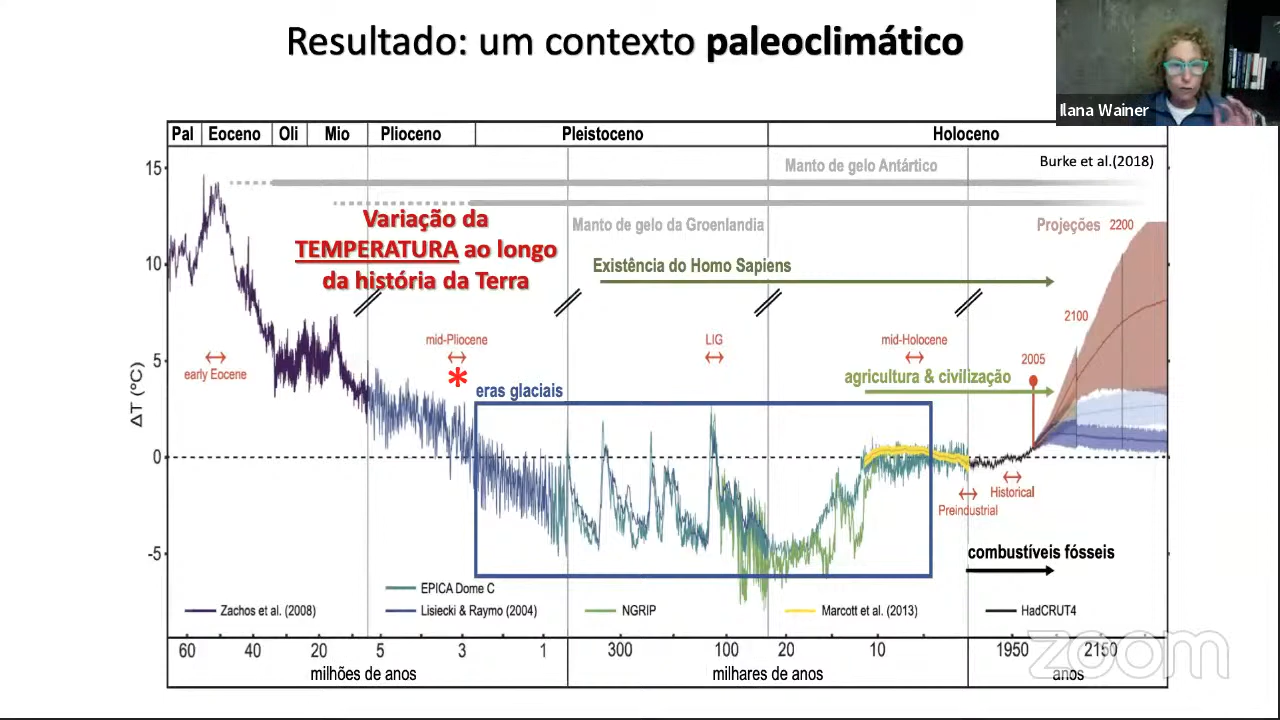 Resultado: um contexto paleoclimático
Ilana Wainer
Pal Eoceno Oli Mio Plioceno Pleistoceno Holoceno
Burke et al.(2018)
Manto de gelo Antártico
Manto de gelo da Groenlandia
Variação da
TEMPERATURA ao longo
da história da Terra
Existência do Homo Sapiens
Projeções 2200
2100
2005
early Eocene
mid-Pliocene
*
LIG
mid-Holocene
eras glaciais
agricultura & civilização
ΔT (ºC)
15
10
5
0
-5
Historical
Preindustrial
combustíveis fósseis
EPICA Dome C
Zachos et al. (2008)
Lisiecki & Raymo (2004)
NGRIP
Marcott et al. (2013)
HadCRUT4
60 40 20 5 3 1 300 100 20 10 1950 2150
milhões de anos
milhares de anos
anos
zoom